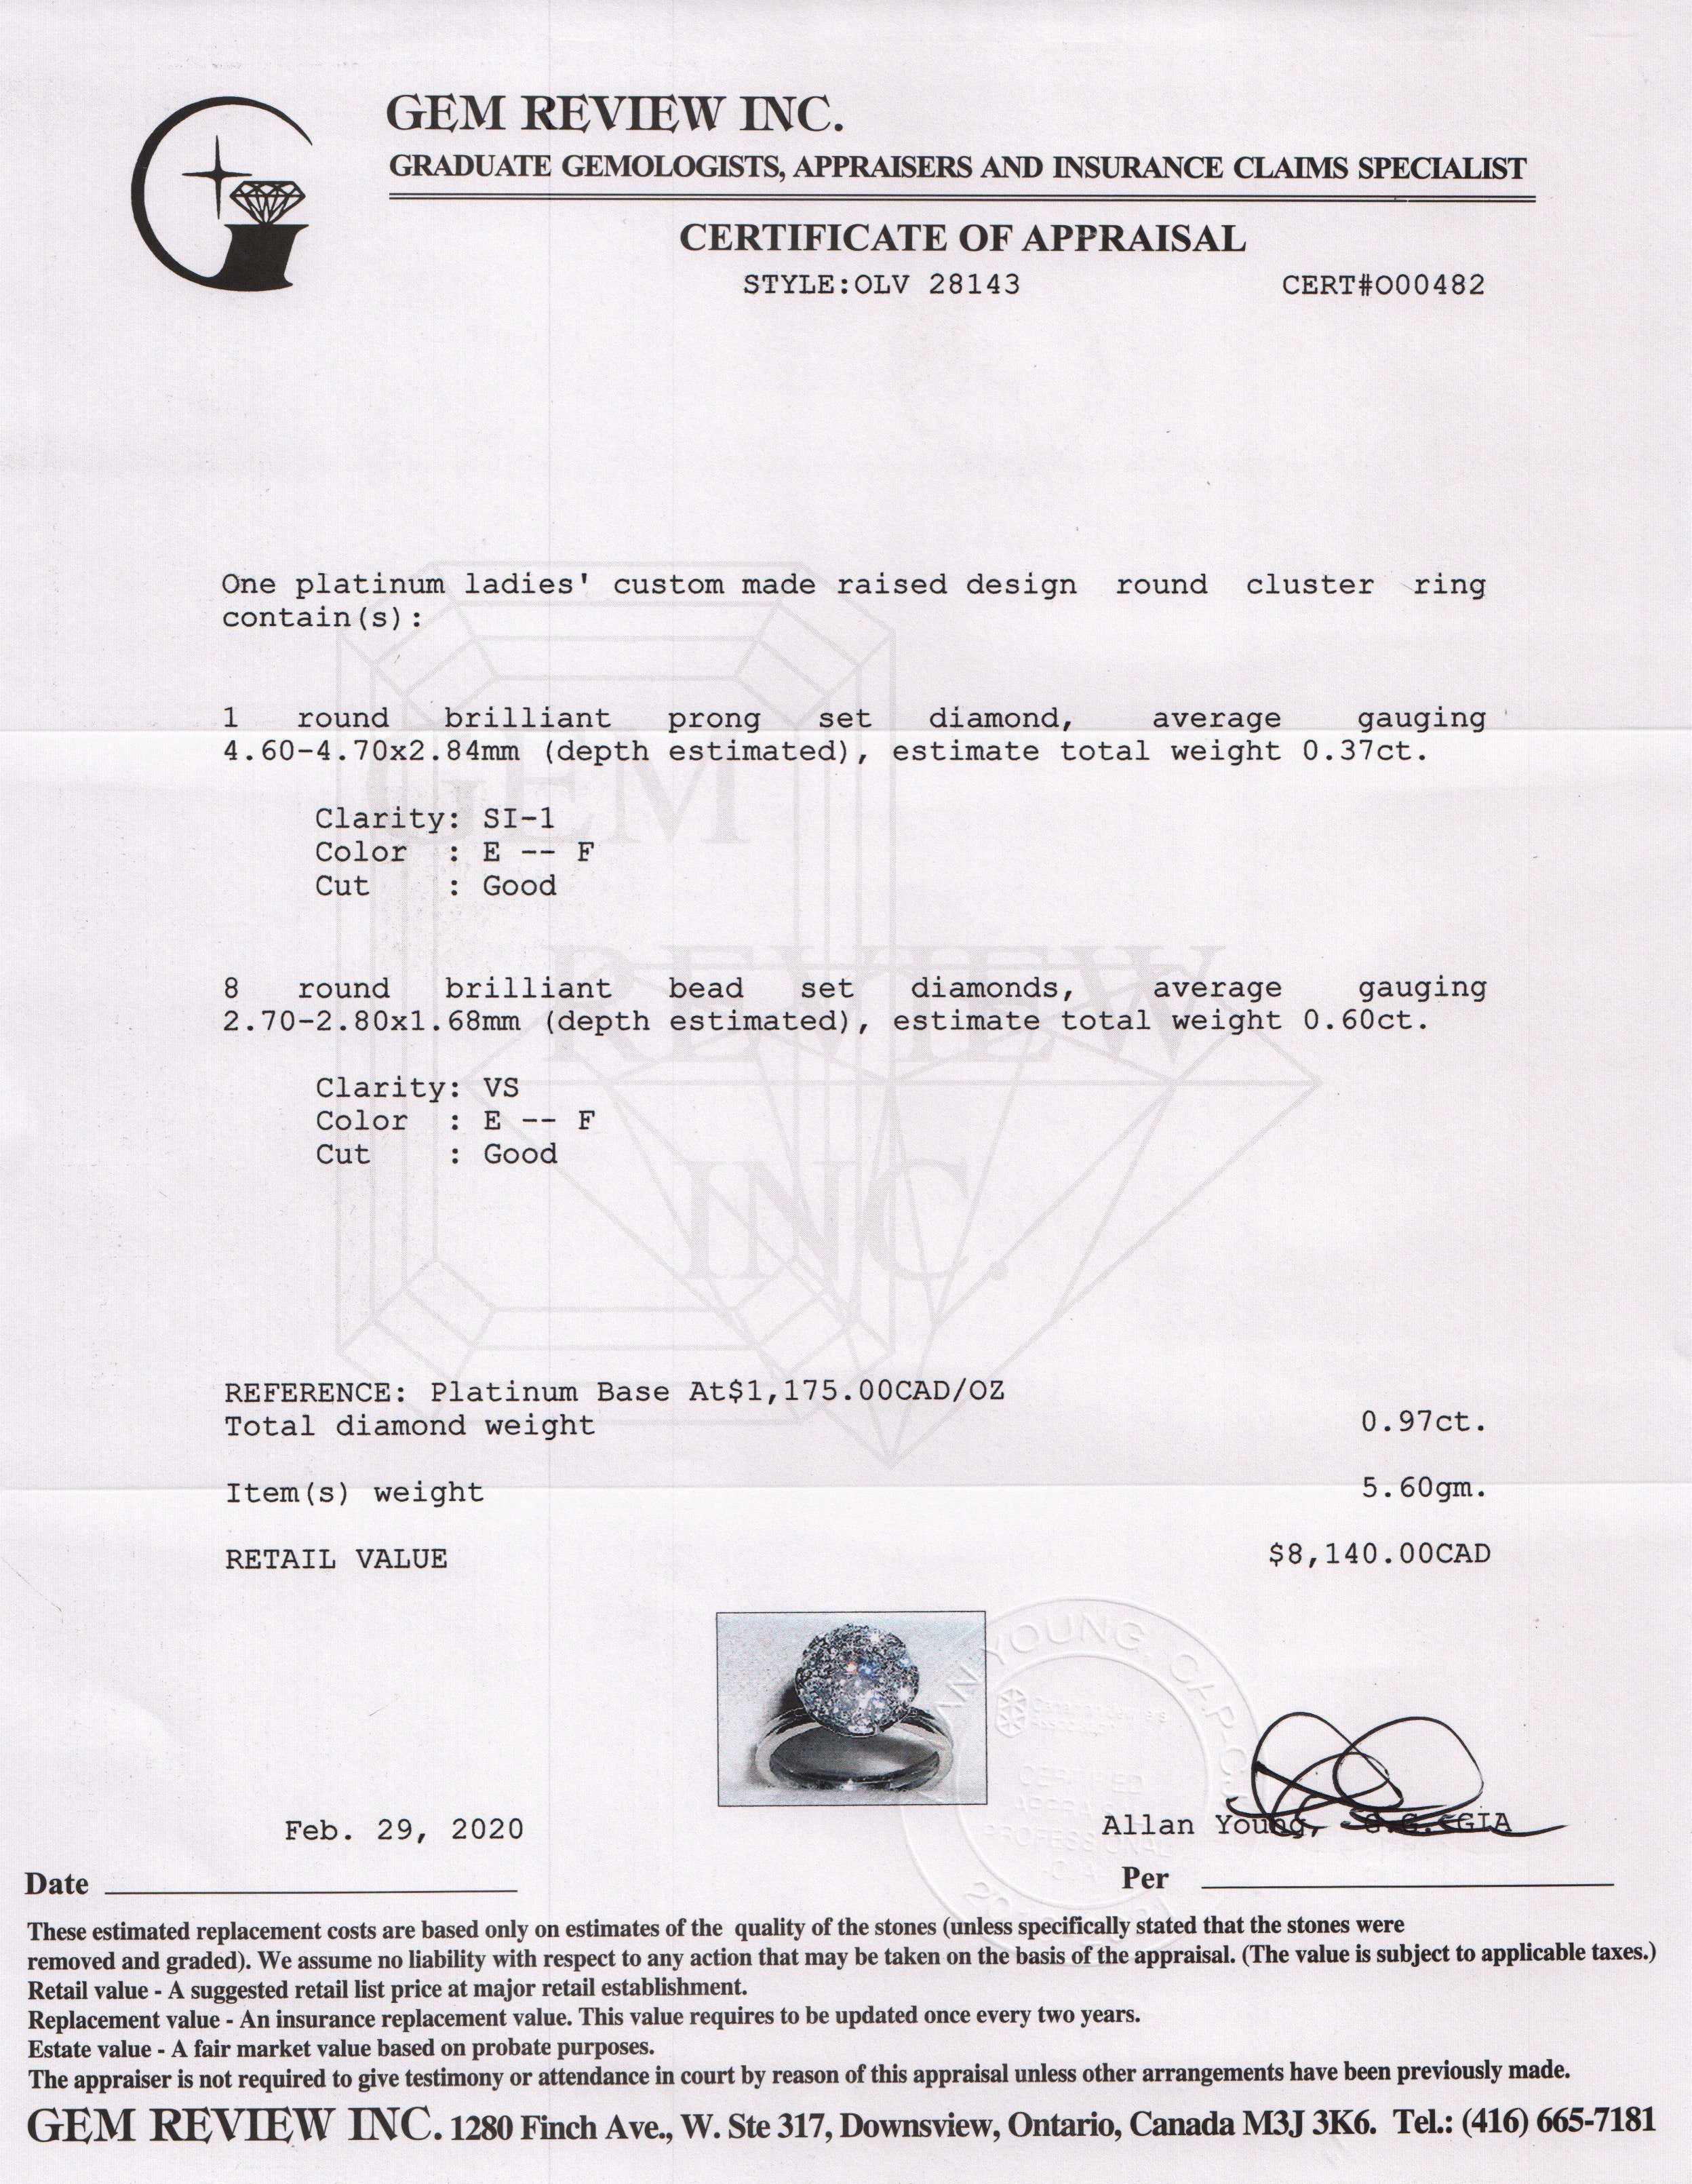 GEM REVIEW INC.
GRADUATE GEMOLOGISTS, APPRAISERS AND INSURANCE CLAIMS SPECIALIST
CERTIFICATE OF APPRAISAL
STYLE:OLV 28143 CERT#O00482
One platinum ladies' custom made raised design round cluster ring
contain(s):
1 round brilliant prong set diamond, average gauging
4.60-4.70x2.84mm (depth estimated), estimate total weight 0.37ct.
Clarity: SI-1
Color : E -- F
Cut : Good
8 round brilliant bead set diamonds, average gauging
2.70-2.80x1.68mm (depth estimated), estimate total weight 0.60ct.
Clarity: VS
Color : E -- F
Cut : Good
GEM
REVIEW
INC.
REFERENCE: Platinum Base At$1,175.00CAD/OZ
Total diamond weight 0.97ct.
Item(s) weight 5.60gm.
RETAIL VALUE $8,140.00CAD
YOUNG CAP
CERTIFIED
APPRAISAL
PROFESSIONAL
Feb. 29, 2020
Allan Young, G.G. GIA
Date
Per
These estimated replacement costs are based only on estimates of the quality of the stones (unless specifically stated that the stones were
removed and graded). We assume no liability with respect to any action that may be taken on the basis of the appraisal. (The value is subject to applicable taxes.)
Retail value - A suggested retail list price at major retail establishment.
Replacement value - An insurance replacement value. This value requires to be updated once every two years.
Estate value - A fair market value based on probate purposes.
The appraiser is not required to give testimony or attendance in court by reason of this appraisal unless other arrangements have been previously made.
GEM REVIEW INC. 1280 Finch Ave., W. Ste 317, Downsview, Ontario, Canada M3J 3K6. Tel.: (416) 665-7181